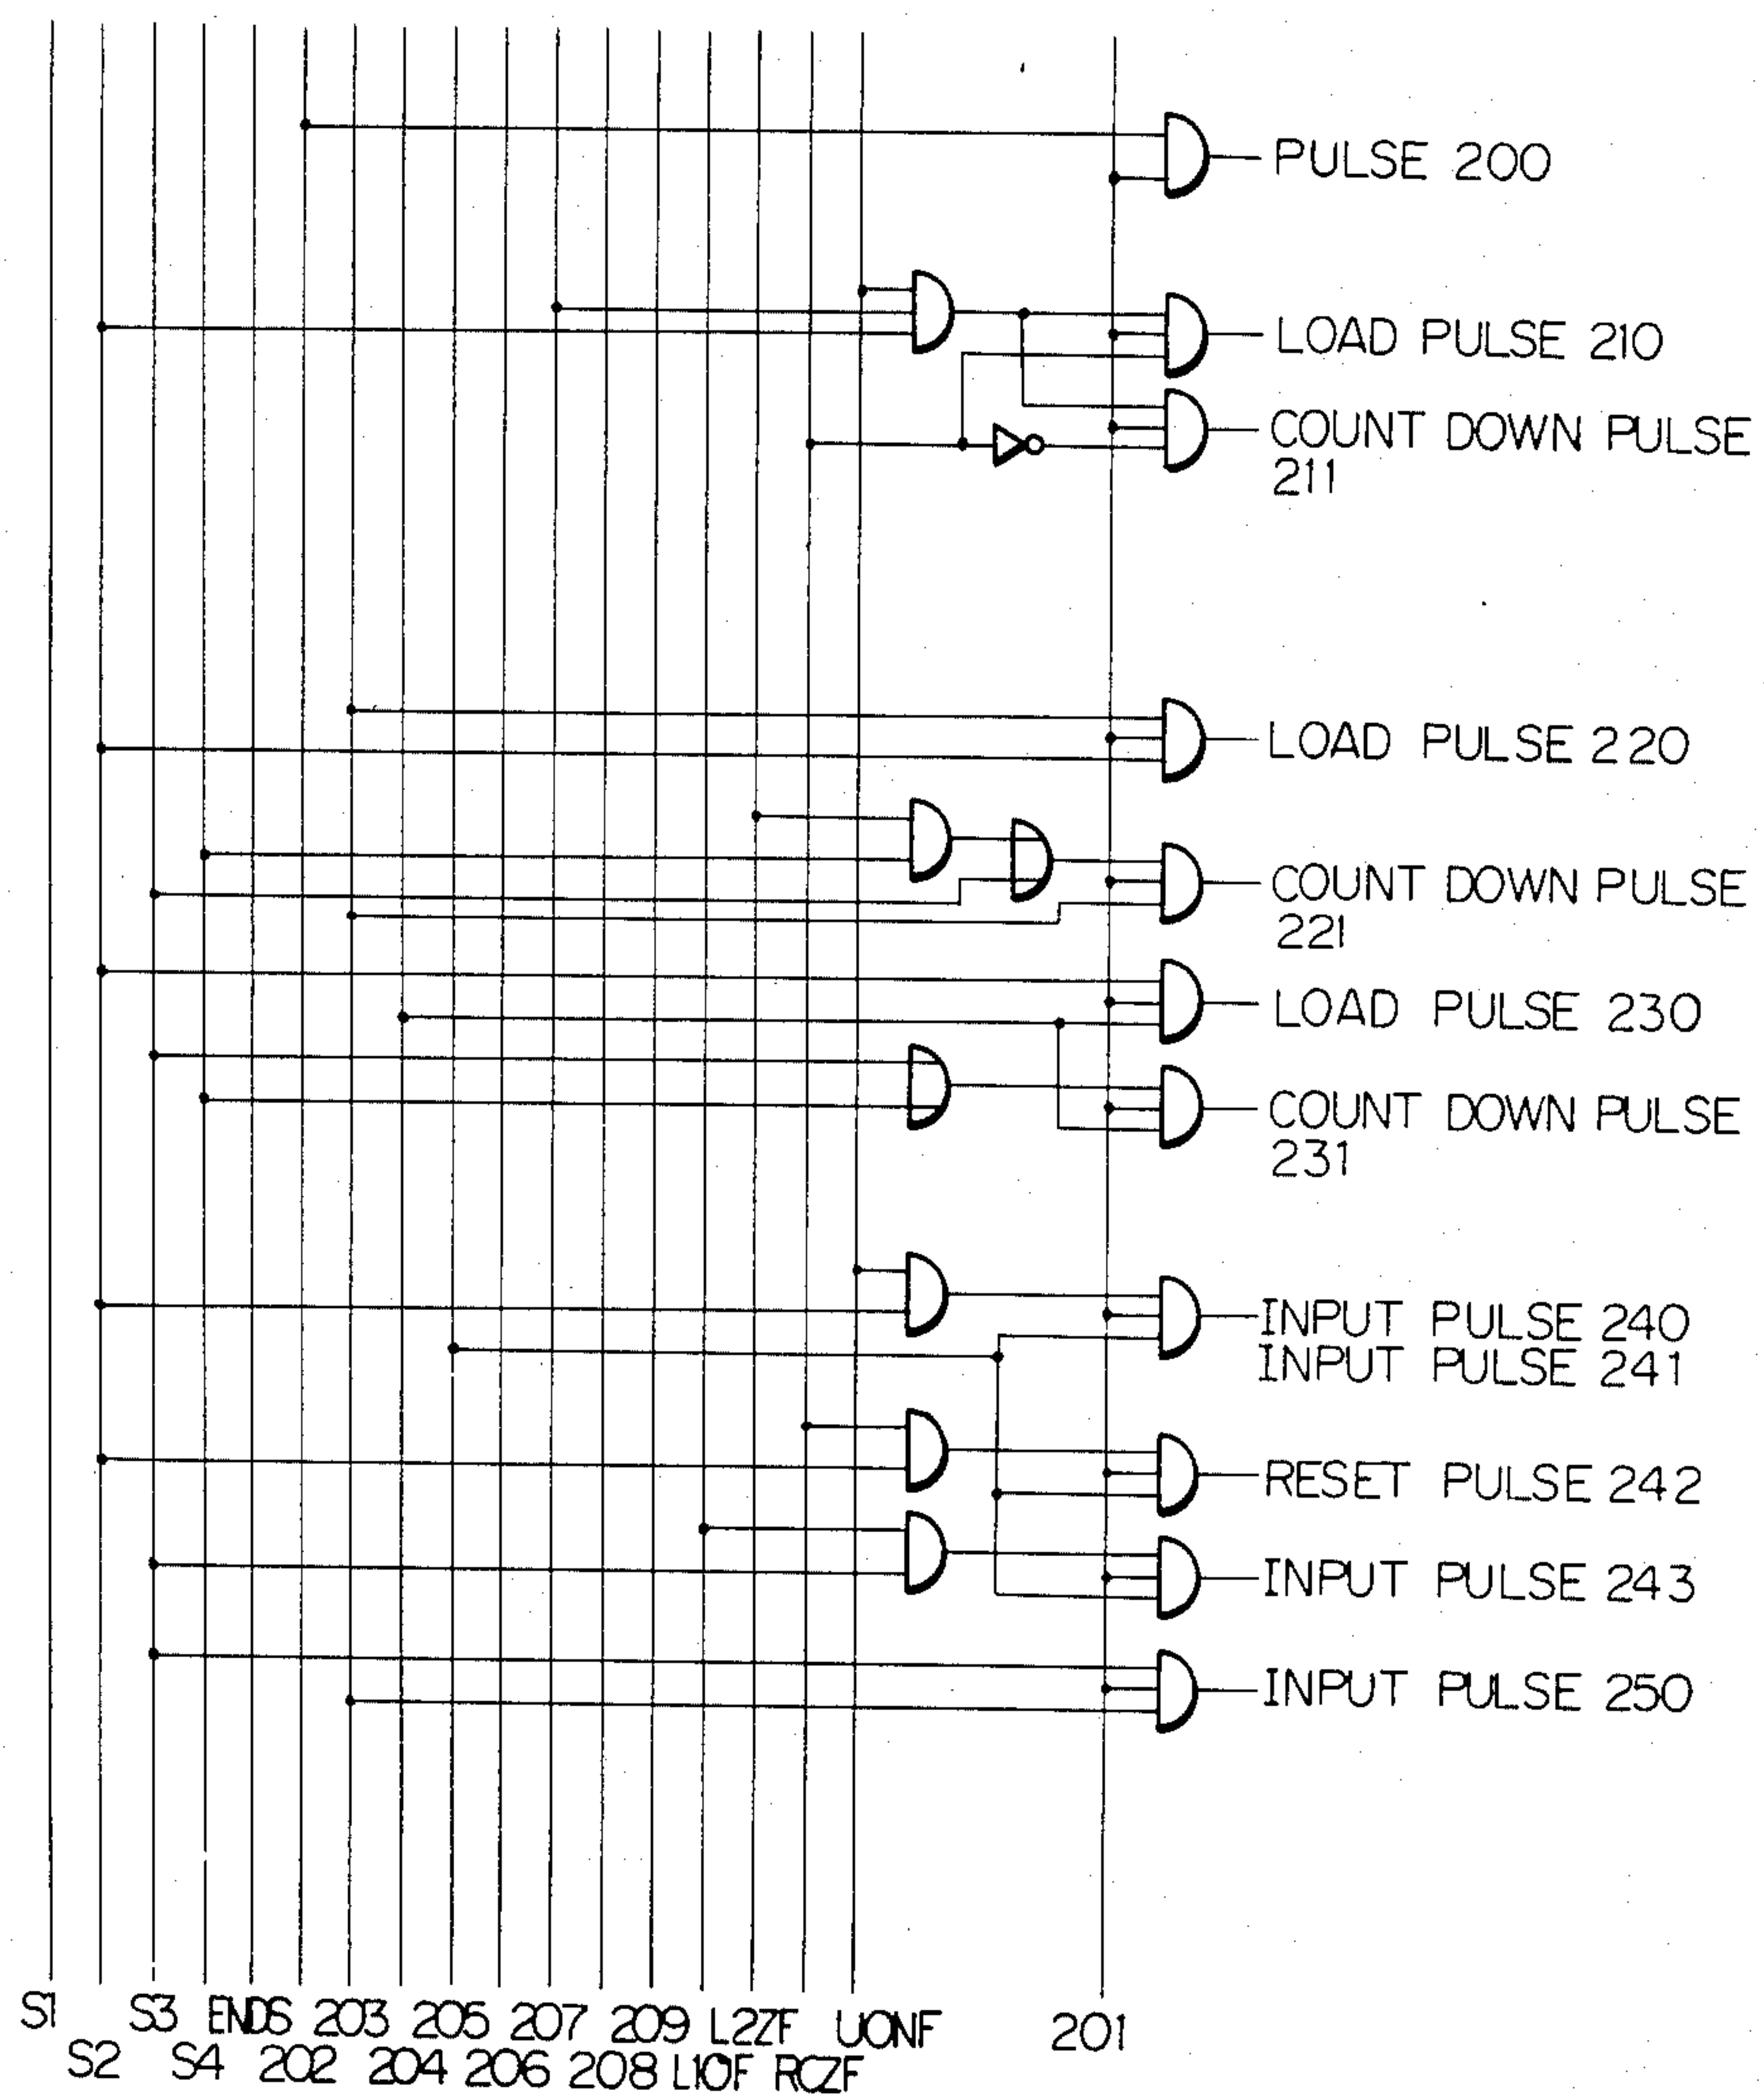 PULSE 200
LOAD PULSE 210
COUNT DOWN PULSE
211
LOAD PULSE 220
COUNT DOWN PULSE
221
LOAD PULSE 230
COUNT DOWN PULSE
231
INPUT PULSE 240
INPUT PULSE 241
RESET PULSE 242
INPUT PULSE 243
INPUT PULSE 250
S1 S3 ENDS 203 205 207 209 L2ZF UONF 201
S2 S4 202 204 206 208 L10F RCZF